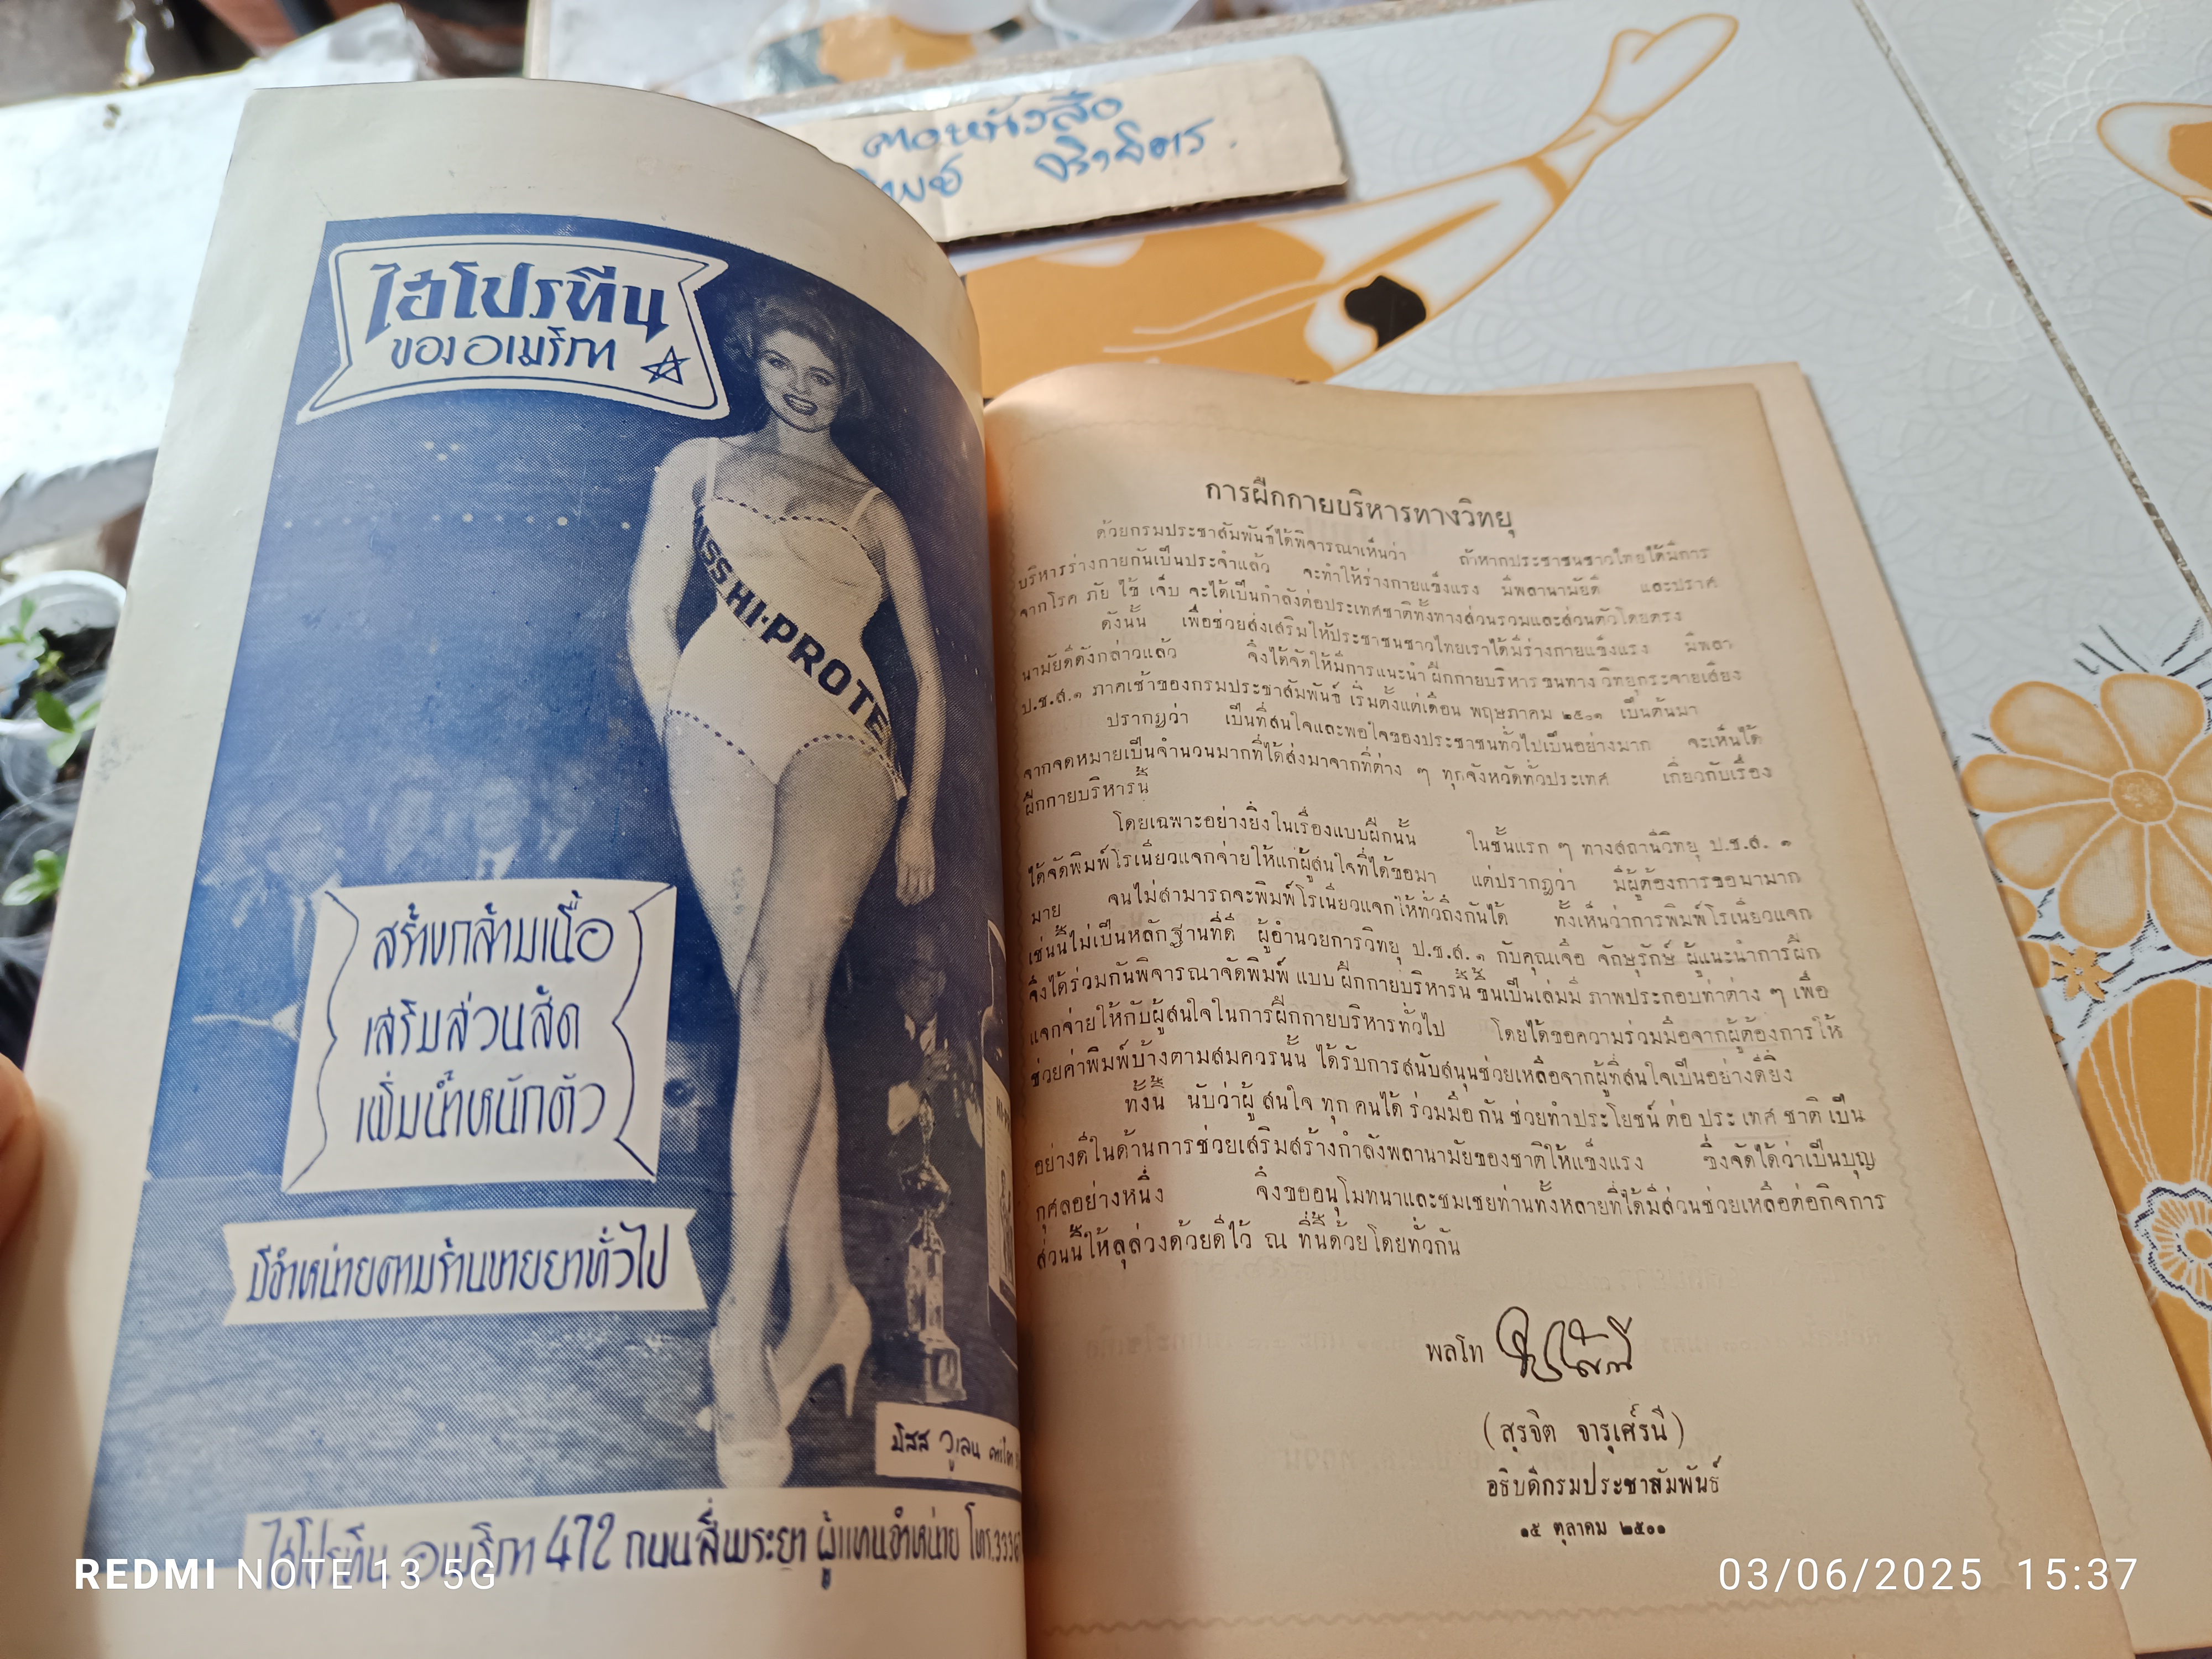 คอหนังสือ
ทิพย์ จิราจิตร.
ไฮโปรทีน
ของอเมริกา
MISS HI-PROTE
สร้างกล้ามเนื้อ
เสริมส่วนสัด
เพิ่มน้ำหนักตัว
มีจำหน่ายตามร้านขายยาทั่วไป
มิสส วูเลน
ไฮโปรทีน อเมริกา 472 ถนนสี่พระยา ผู้แทนจำหน่าย โทร.
การฝึกกายบริหารทางวิทยุ
ด้วยกรมประชาสัมพันธ์ได้พิจารณาเห็นว่า ถ้าหากประชาชนชาวไทยได้มีการ
บริหารร่างกายกันเป็นประจำแล้ว จะทำให้ร่างกายแข็งแรง มีพลานามัยดี และปราศ
จากโรค ภัย ไข้ เจ็บ จะได้เป็นกำลังต่อประเทศชาติทั้งทางส่วนรวมและส่วนตัวโดยตรง
ดังนั้น เพื่อช่วยส่งเสริมให้ประชาชนชาวไทยเราได้มีร่างกายแข็งแรง มีพลา
นามัยดีดังกล่าวแล้ว จึงได้จัดให้มีการแนะนำ ฝึกกายบริหาร ขนทาง วิทยุกระจายเสียง
ป.ช.ส.๑ ภาคเช้าของกรมประชาสัมพันธ์ เริ่มตั้งแต่เดือน พฤษภาคม ๒๕๐๑ เป็นต้นมา
ปรากฏว่า เป็นที่สนใจและพอใจของประชาชนทั่วไปเป็นอย่างมาก จะเห็นได้
จากจดหมายเป็นจำนวนมากที่ได้ส่งมาจากที่ต่าง ๆ ทุกจังหวัดทั่วประเทศ เกี่ยวกับเรื่อง
ฝึกกายบริหารนี้
โดยเฉพาะอย่างยิ่งในเรื่องแบบฝึกนั้น ในชั้นแรก ๆ ทางสถานีวิทยุ ป.ช.ส. ๑
ได้จัดพิมพ์โรเนี่ยวแจกจ่ายให้แก่ผู้สนใจที่ได้ขอมา แต่ปรากฏว่า มีผู้ต้องการขอมามาก
มาย จนไม่สามารถจะพิมพ์โรเนี่ยวแจกให้ทั่วถึงกันได้ ทั้งเห็นว่าการพิมพ์โรเนี่ยวแจก
เช่นนี้ไม่เป็นหลักฐานที่ดี ผู้อำนวยการวิทยุ ป.ช.ส.๑ กับคุณเจือ จักษุรักษ์ ผู้แนะนำการฝึก
จึงได้ร่วมกันพิจารณาจัดพิมพ์ แบบ ฝึกกายบริหารนี้ ขึ้นเป็นเล่มมี ภาพประกอบท่าต่าง ๆ เพื่อ
แจกจ่ายให้กับผู้สนใจในการฝึกกายบริหารทั่วไป โดยได้ขอความร่วมมือจากผู้ต้องการให้
ช่วยค่าพิมพ์บ้างตามสมควรนั้น ได้รับการสนับสนุนช่วยเหลือจากผู้ที่สนใจเป็นอย่างดียิ่ง
ทั้งนี้ นับว่าผู้ สนใจ ทุก คนได้ ร่วมมือ กัน ช่วยทำประโยชน์ ต่อ ประ เทศ ชาติ เป็น
อย่างดีในด้านการช่วยเสริมสร้างกำลังพลานามัยของชาติให้แข็งแรง ซึ่งจัดได้ว่าเป็นบุญ
กุศลอย่างหนึ่ง จึงขออนุโมทนาและชมเชยท่านทั้งหลายที่ได้มีส่วนช่วยเหลือต่อกิจการ
ส่วนนี้ให้ลุล่วงด้วยดีไว้ ณ ที่นี้ด้วยโดยทั่วกัน
พลโท
(สุรจิต จารุเศร์รนี)
อธิบดีกรมประชาสัมพันธ์
๑๕ ตุลาคม ๒๕๐๑
REDMI NOTE 13 5G
03/06/2025 15:37